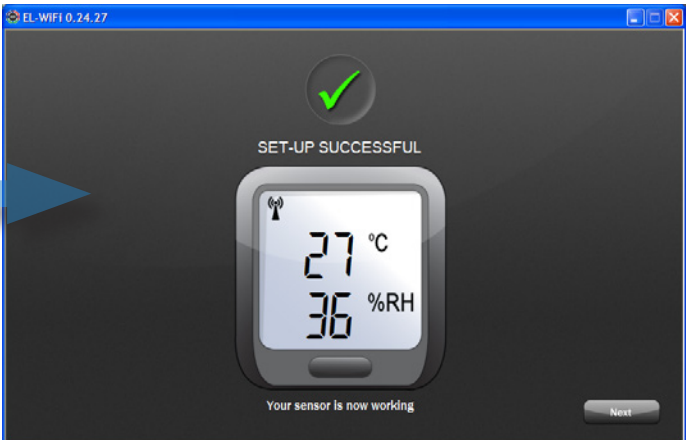 EL-WiFi 0.24.27
SET-UP SUCCESSFUL
27 °C
36 %RH
Your sensor is now working
Next